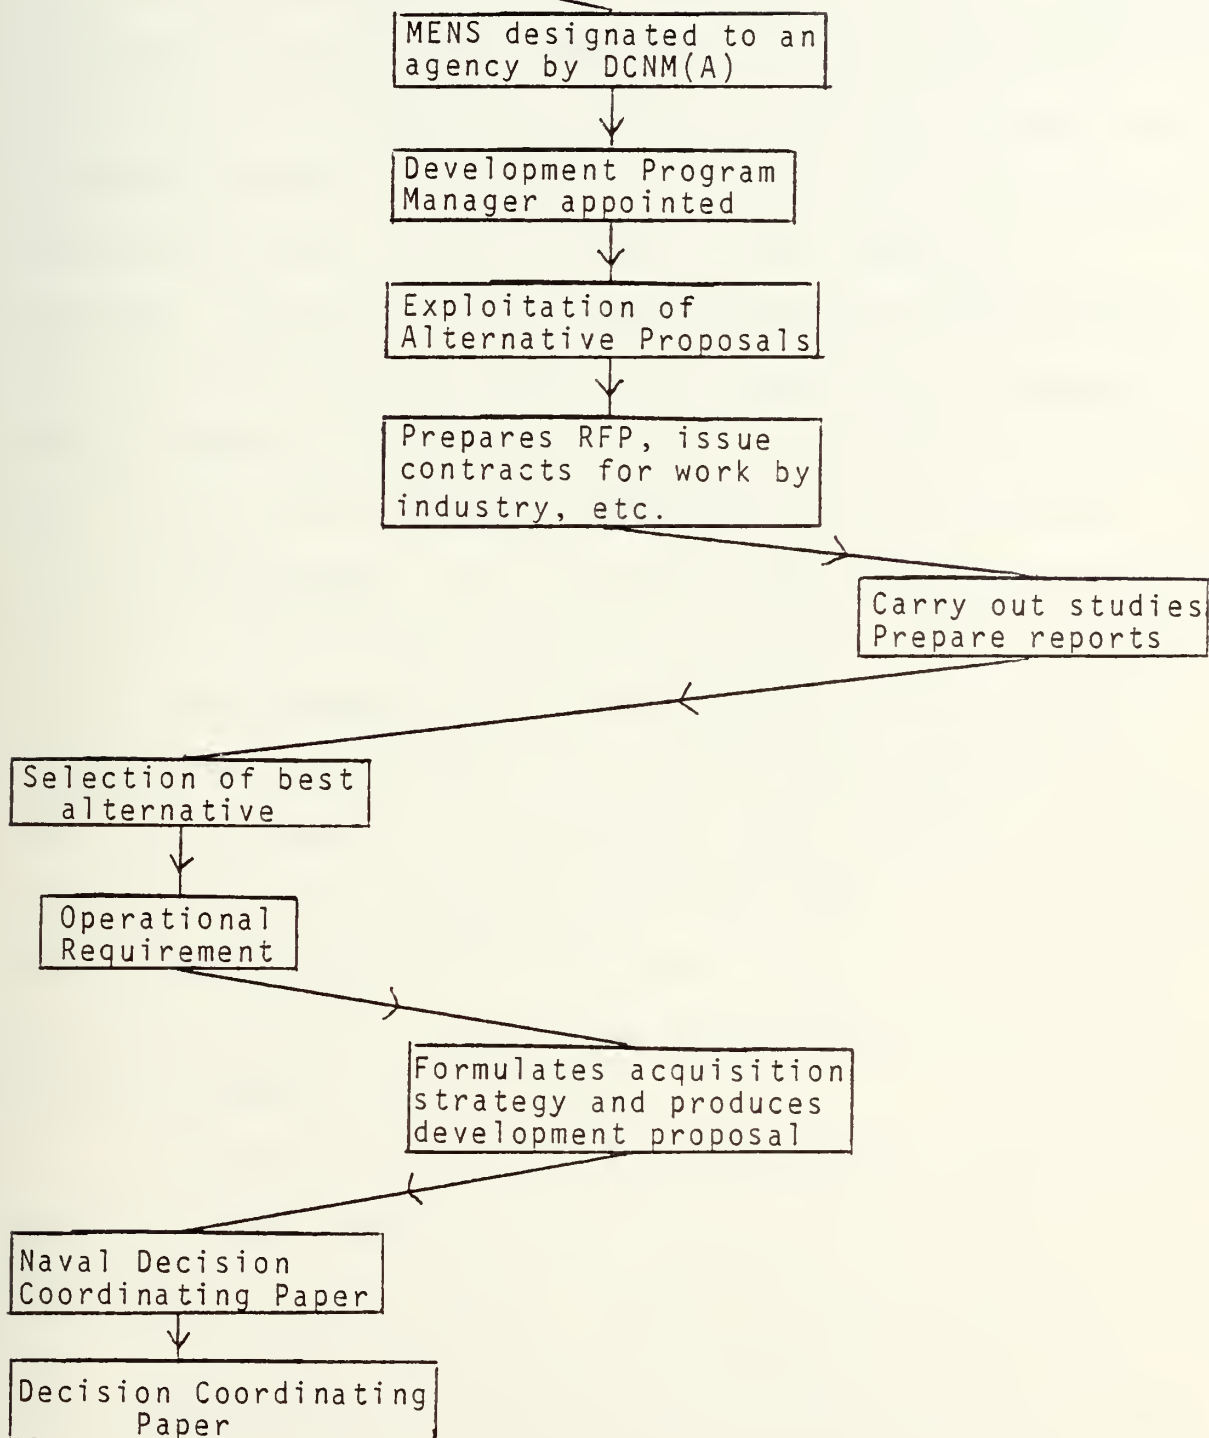 MENS designated to an
agency by DCNM(A)
Development Program
Manager appointed
Exploitation of
Alternative Proposals
Prepares RFP, issue
contracts for work by
industry, etc.
Carry out studies
Prepare reports
Selection of best
alternative
Operational
Requirement
Formulates acquisition
strategy and produces
development proposal
Naval Decision
Coordinating Paper
Decision Coordinating
Paper